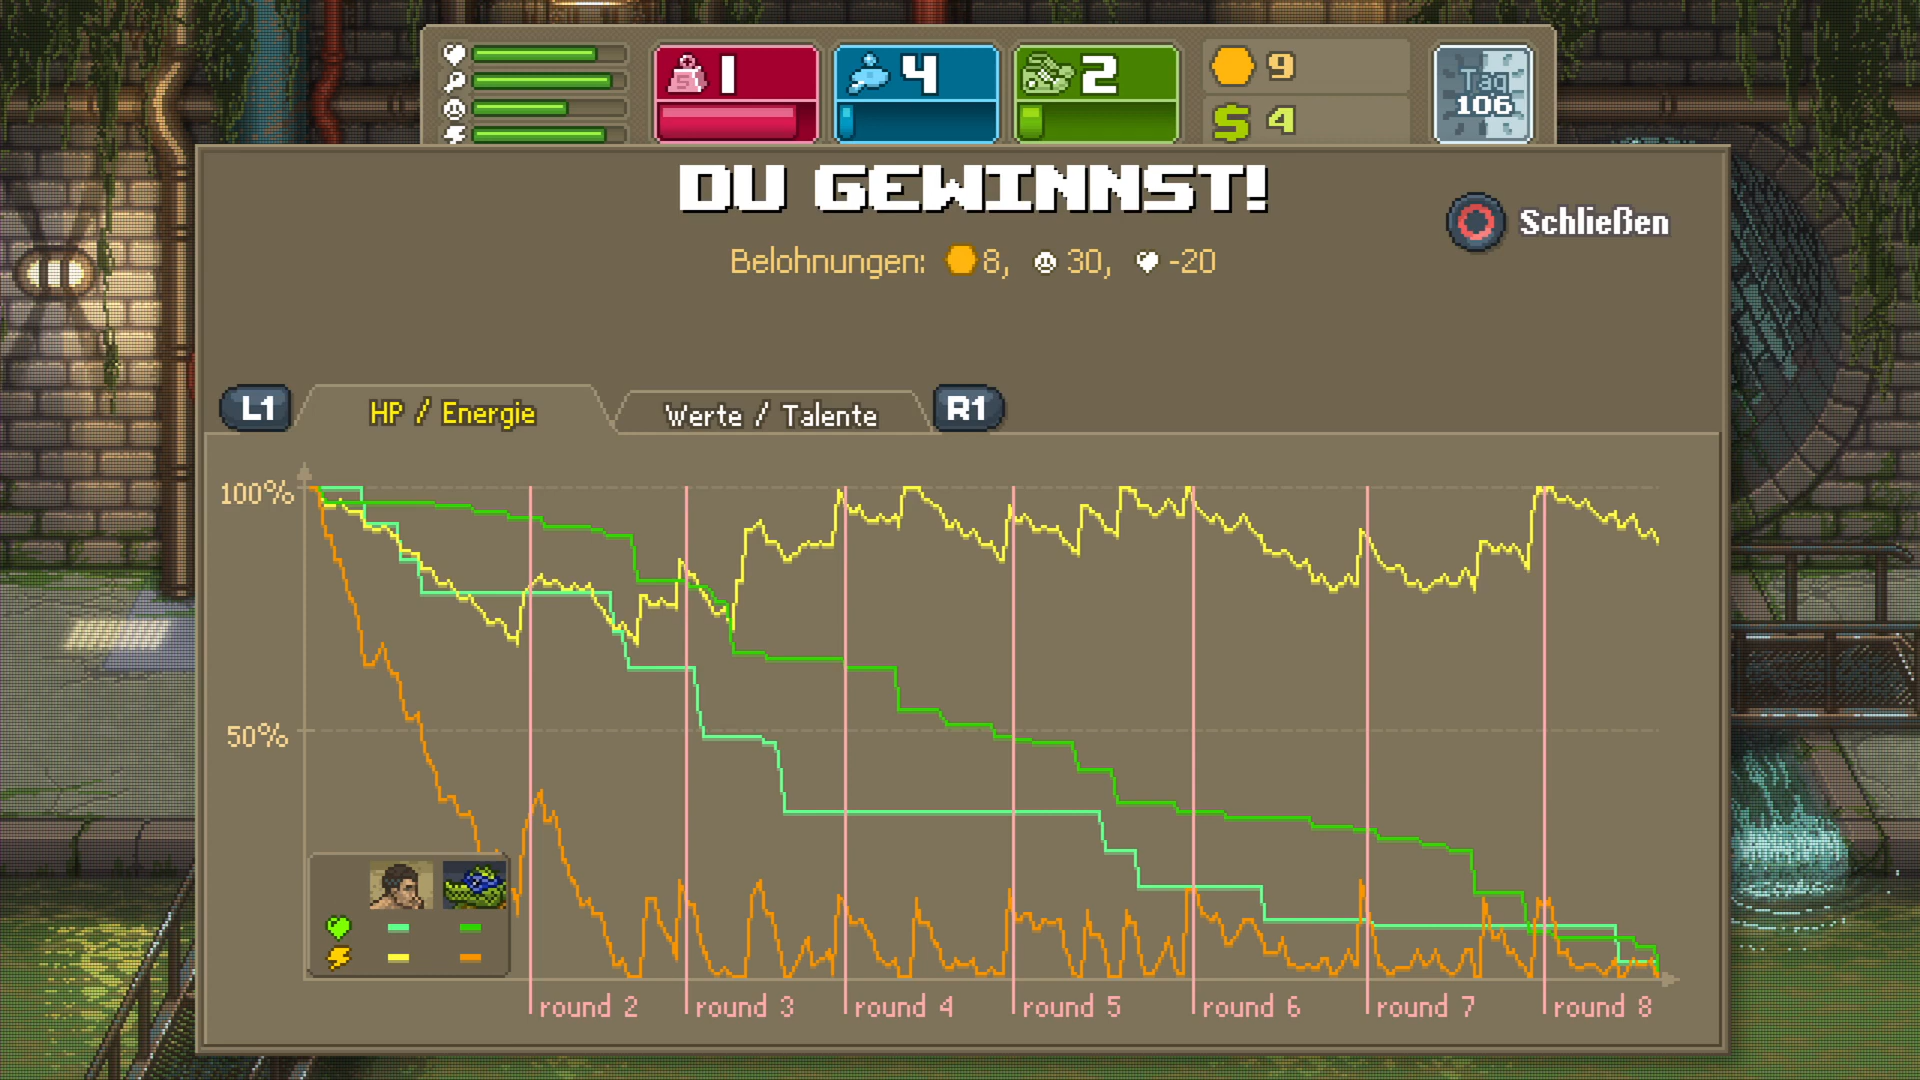 1
4
2
9
4
Tag
106
DU GEWINNST!
Schließen
Belohnungen: 8, 30, -20
L1
HP / Energie
Werte / Talente
R1
100%
50%
round 2
round 3
round 4
round 5
round 6
round 7
round 8